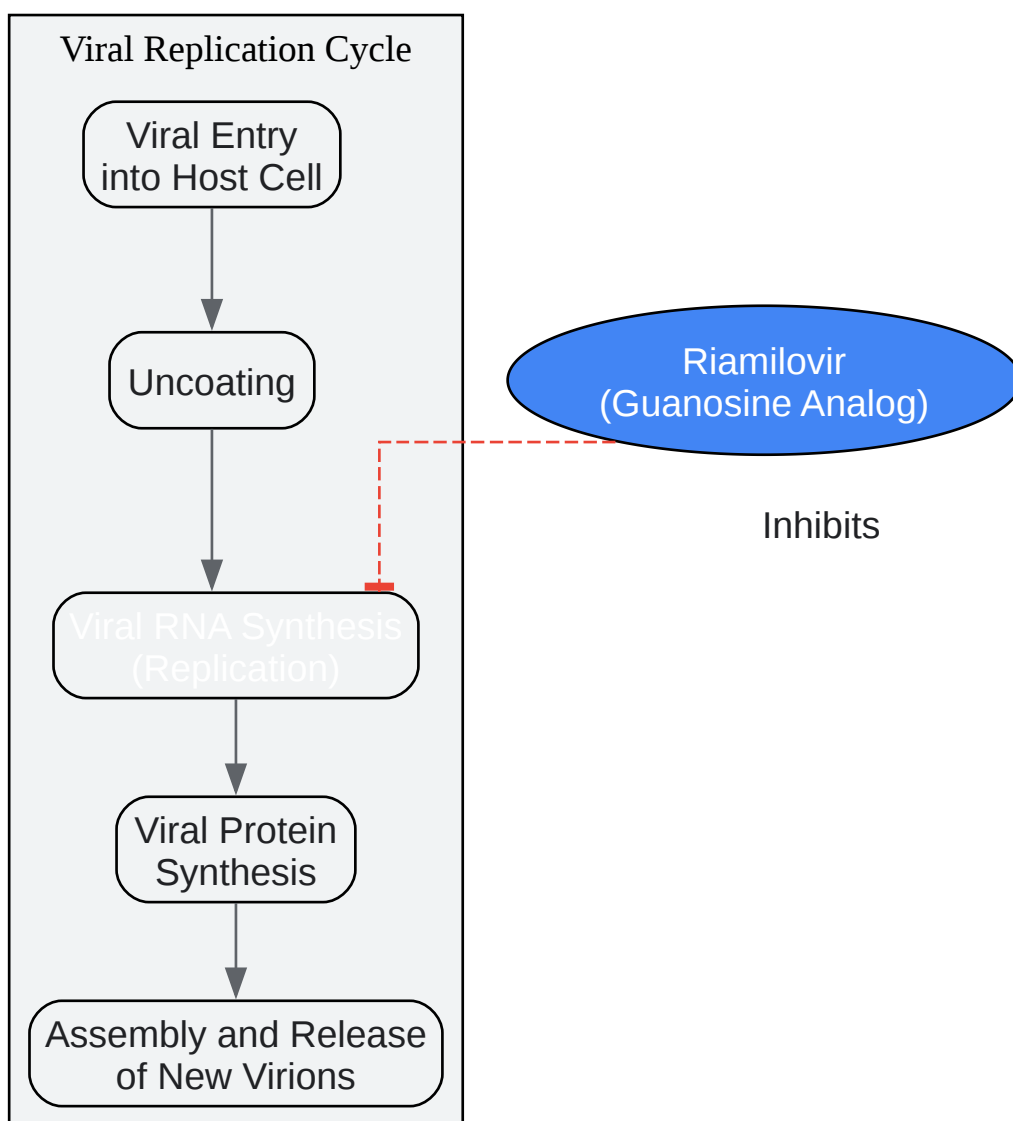 Viral Replication Cycle
Viral Entry
into Host Cell
Uncoating
Riamilovir
(Guanosine Analog)
Inhibits
Viral RNA Synthesis
(Replication)
Viral Protein
Synthesis
Assembly and Release
of New Virions